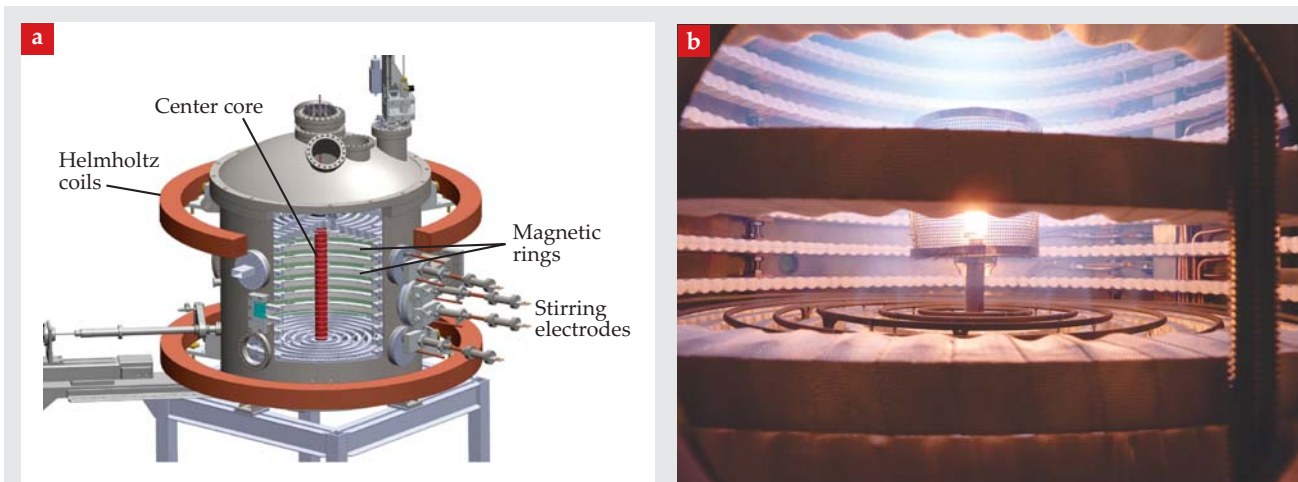 a
Center core
Helmholtz
coils
Magnetic
rings
Stirring
electrodes
b